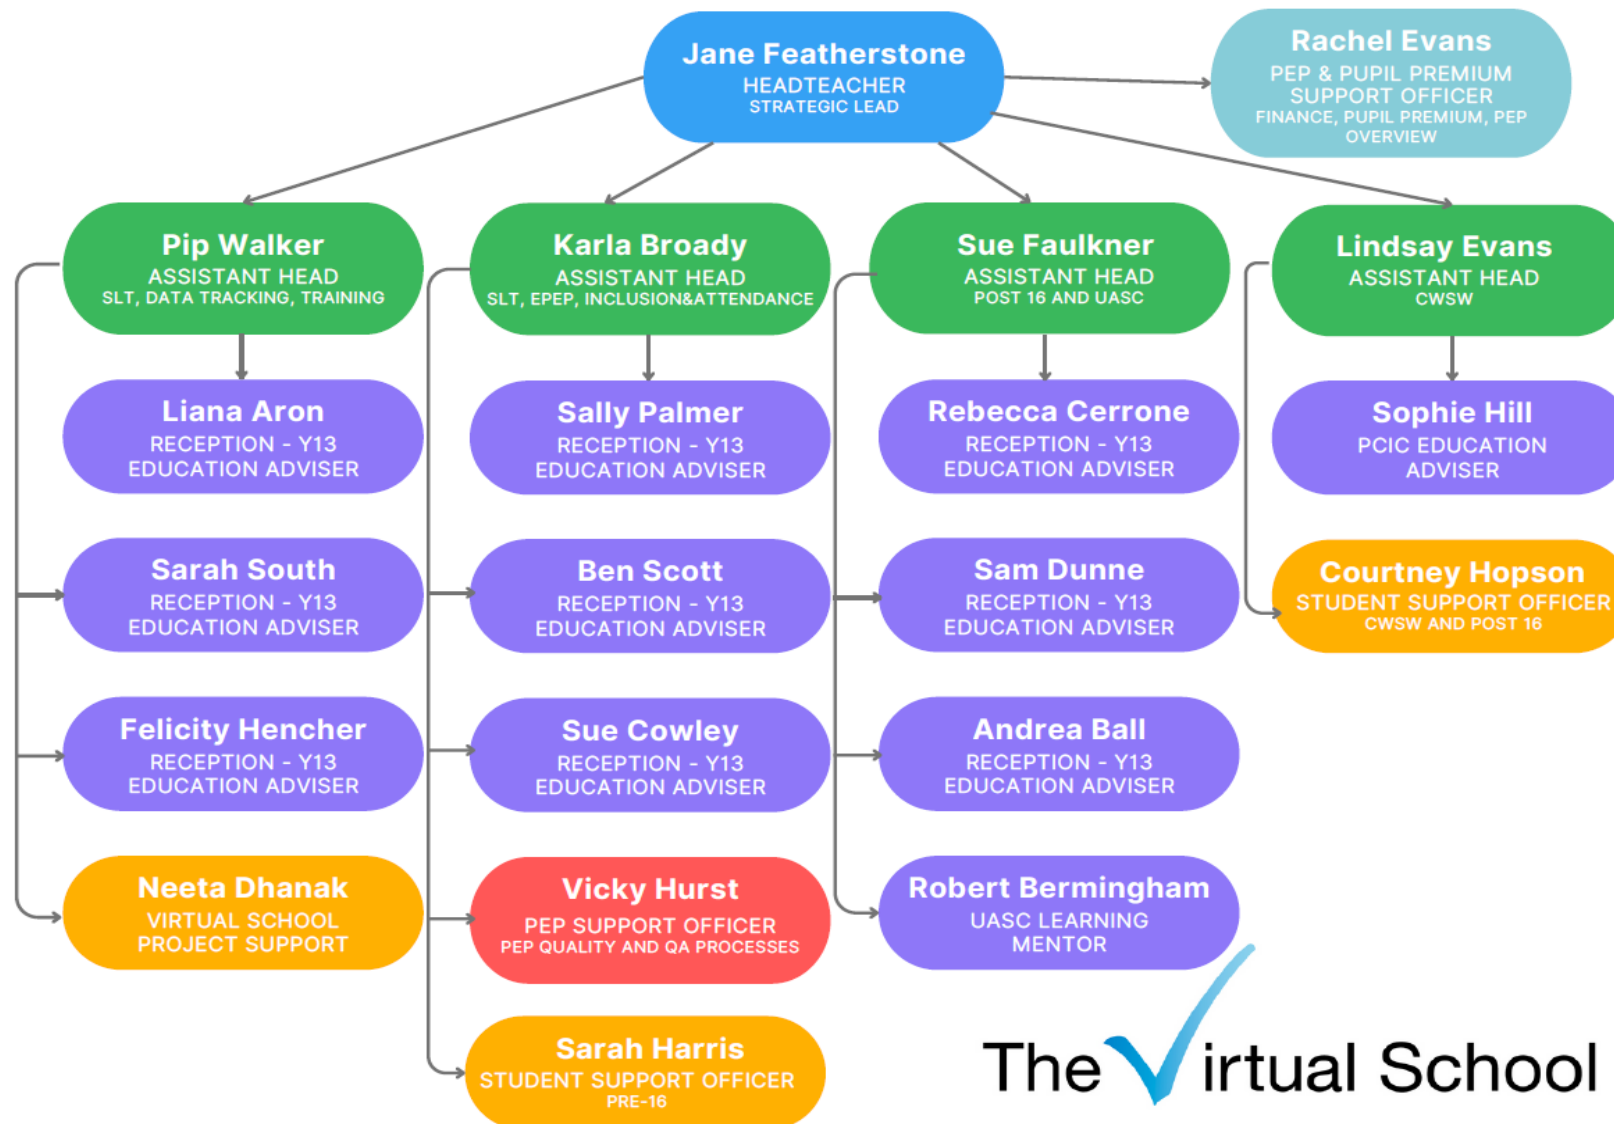 Jane Featherstone
HEADTEACHER
STRATEGIC LEAD
Rachel Evans
PEP & PUPIL PREMIUM
SUPPORT OFFICER
FINANCE, PUPIL PREMIUM, PEP
OVERVIEW
Pip Walker
ASSISTANT HEAD
SLT, DATA TRACKING, TRAINING
Karla Broady
ASSISTANT HEAD
SLT, EPEP, INCLUSION&ATTENDANCE
Sue Faulkner
ASSISTANT HEAD
POST 16 AND UASC
Lindsay Evans
ASSISTANT HEAD
CWSW
Liana Aron
RECEPTION - Y13
EDUCATION ADVISER
Sally Palmer
RECEPTION - Y13
EDUCATION ADVISER
Rebecca Cerrone
RECEPTION - Y13
EDUCATION ADVISER
Sophie Hill
PCIC EDUCATION
ADVISER
Sarah South
RECEPTION - Y13
EDUCATION ADVISER
Ben Scott
RECEPTION - Y13
EDUCATION ADVISER
Sam Dunne
RECEPTION - Y13
EDUCATION ADVISER
Courtney Hopson
STUDENT SUPPORT OFFICER
CWSW AND POST 16
Felicity Hencher
RECEPTION - Y13
EDUCATION ADVISER
Sue Cowley
RECEPTION - Y13
EDUCATION ADVISER
Andrea Ball
RECEPTION - Y13
EDUCATION ADVISER
Neeta Dhanak
VIRTUAL SCHOOL
PROJECT SUPPORT
Vicky Hurst
PEP SUPPORT OFFICER
PEP QUALITY AND QA PROCESSES
Robert Bermingham
UASC LEARNING
MENTOR
Sarah Harris
STUDENT SUPPORT OFFICER
PRE-16
The Virtual School